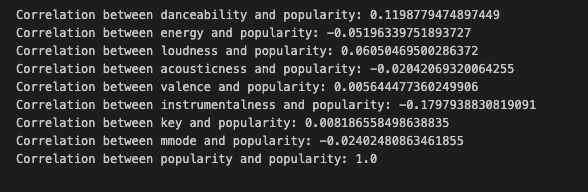 Correlation between danceability and popularity: 0.1198779474897449
Correlation between energy and popularity: -0.05196339751893727
Correlation between loudness and popularity: 0.06050469500286372
Correlation between acousticness and popularity: -0.02042069320064255
Correlation between valence and popularity: 0.005644477360249906
Correlation between instrumentalness and popularity: -0.1797938830819091
Correlation between key and popularity: 0.008186558498638835
Correlation between mmode and popularity: -0.02402480863461855
Correlation between popularity and popularity: 1.0